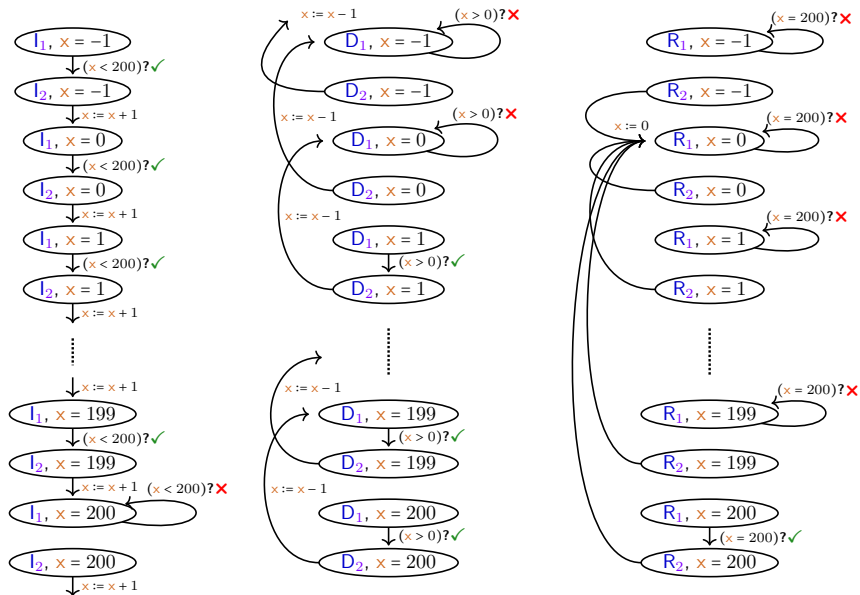 I₁, x = −1
(x < 200)?✓
I₂, x = −1
x := x + 1
I₁, x = 0
(x < 200)?✓
I₂, x = 0
x := x + 1
I₁, x = 1
(x < 200)?✓
I₂, x = 1
x := x + 1
x := x + 1
I₁, x = 199
(x < 200)?✓
I₂, x = 199
x := x + 1
(x < 200)?✗
I₁, x = 200
I₂, x = 200
x := x + 1
x := x − 1
(x > 0)?✗
D₁, x = −1
D₂, x = −1
x := x − 1
(x > 0)?✗
D₁, x = 0
D₂, x = 0
x := x − 1
D₁, x = 1
(x > 0)?✓
D₂, x = 1
x := x − 1
D₁, x = 199
(x > 0)?✓
D₂, x = 199
x := x − 1
D₁, x = 200
(x > 0)?✓
D₂, x = 200
(x = 200)?✗
R₁, x = −1
R₂, x = −1
x := 0
(x = 200)?✗
R₁, x = 0
R₂, x = 0
(x = 200)?✗
R₁, x = 1
R₂, x = 1
(x = 200)?✗
R₁, x = 199
R₂, x = 199
R₁, x = 200
(x = 200)?✓
R₂, x = 200